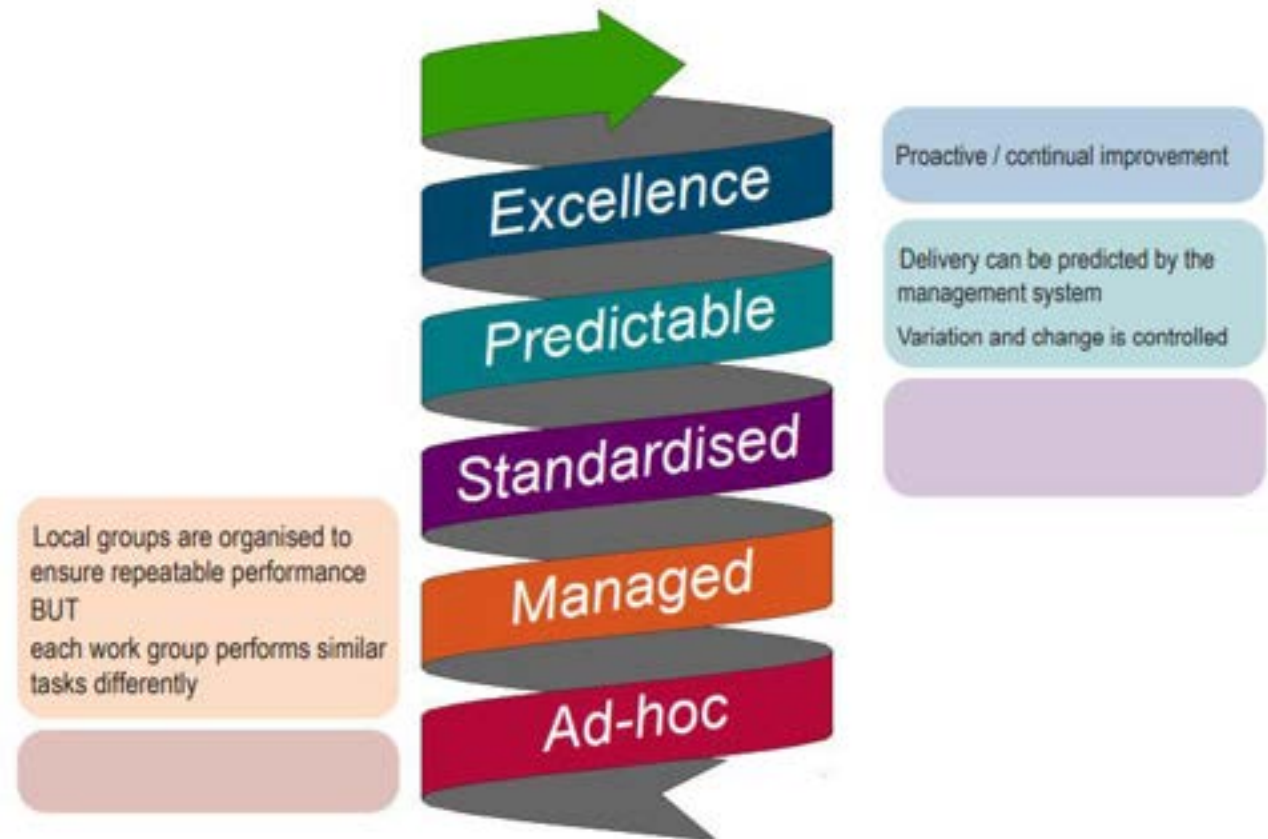 Excellence
Proactive / continual improvement
Predictable
Delivery can be predicted by the
management system
Variation and change is controlled
Standardised
Managed
Local groups are organised to
ensure repeatable performance
BUT
each work group performs similar
tasks differently
Ad-hoc